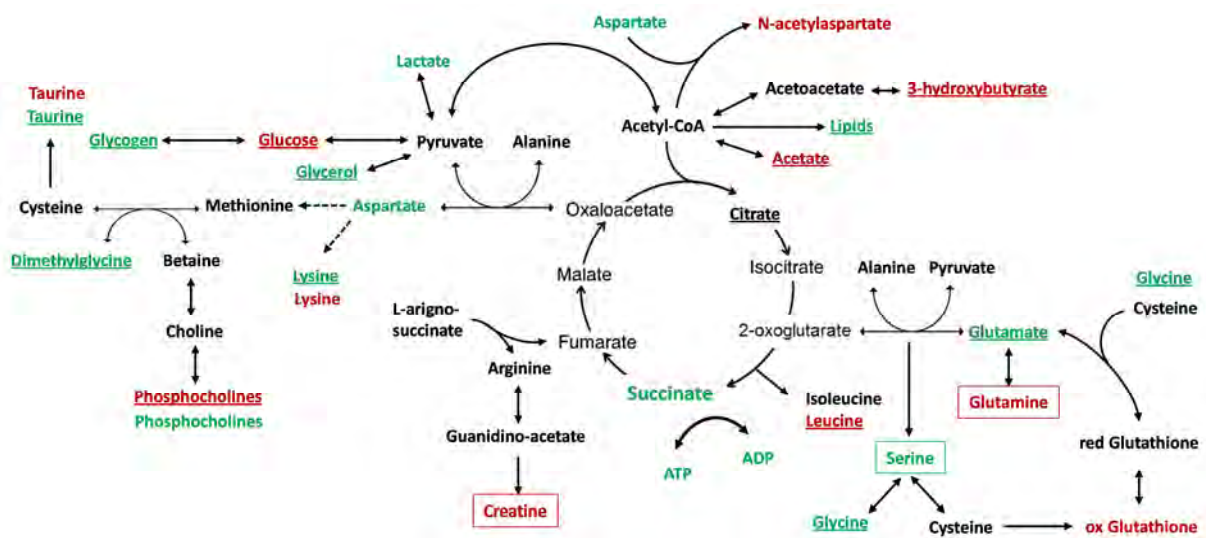 Aspartate
N-acetylaspartate
Lactate
Acetoacetate
3-hydroxybutyrate
Taurine
Taurine
Glycogen
Glucose
Pyruvate
Alanine
Acetyl-CoA
Lipids
Glycerol
Acetate
Cysteine
Methionine
Aspartate
Oxaloacetate
Citrate
Dimethylglycine
Betaine
Lysine
Lysine
Malate
Isocitrate
Alanine
Pyruvate
Glycine
Cysteine
L-arigno-
succinate
Choline
Fumarate
2-oxoglutarate
Glutamate
Arginine
Phosphocholines
Phosphocholines
Succinate
Isoleucine
Leucine
Glutamine
Guanidino-acetate
red Glutathione
ATP
ADP
Serine
Creatine
Glycine
Cysteine
ox Glutathione